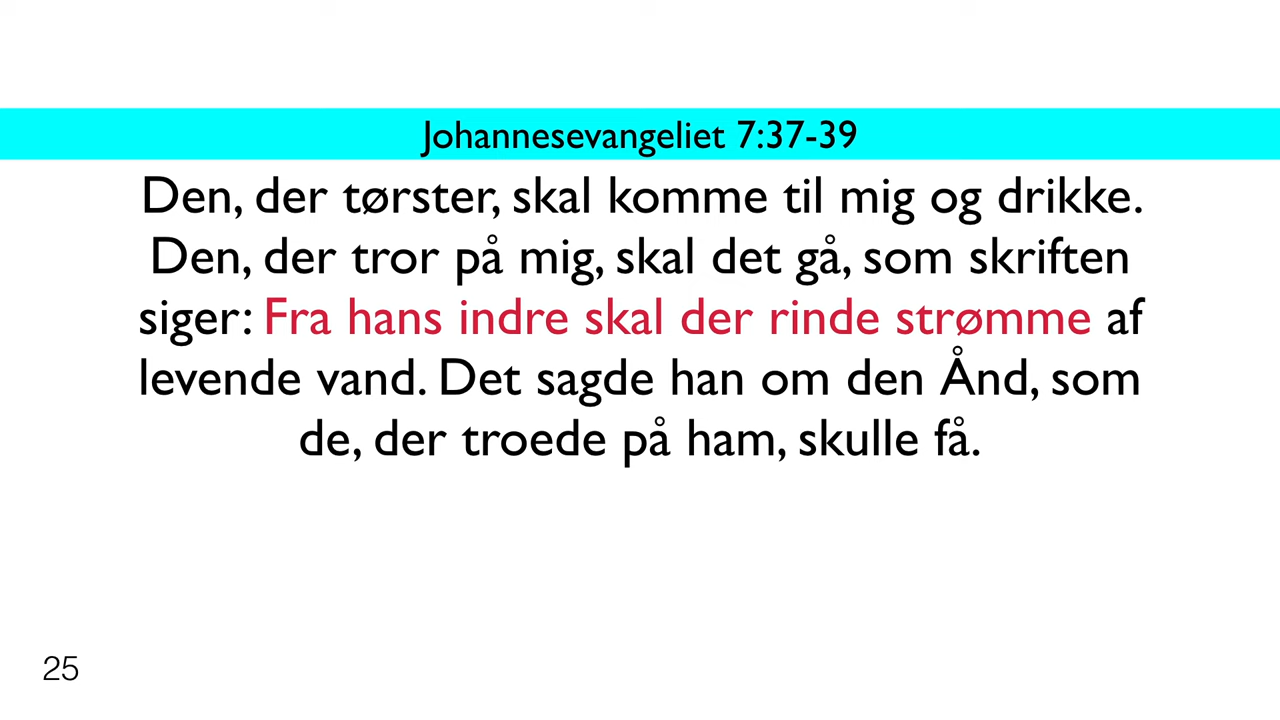 Johannesevangeliet 7:37-39
Den, der tørster, skal komme til mig og drikke.
Den, der tror på mig, skal det gå, som skriften
siger: Fra hans indre skal der rinde strømme af
levende vand. Det sagde han om den Ånd, som
de, der troede på ham, skulle få.
25